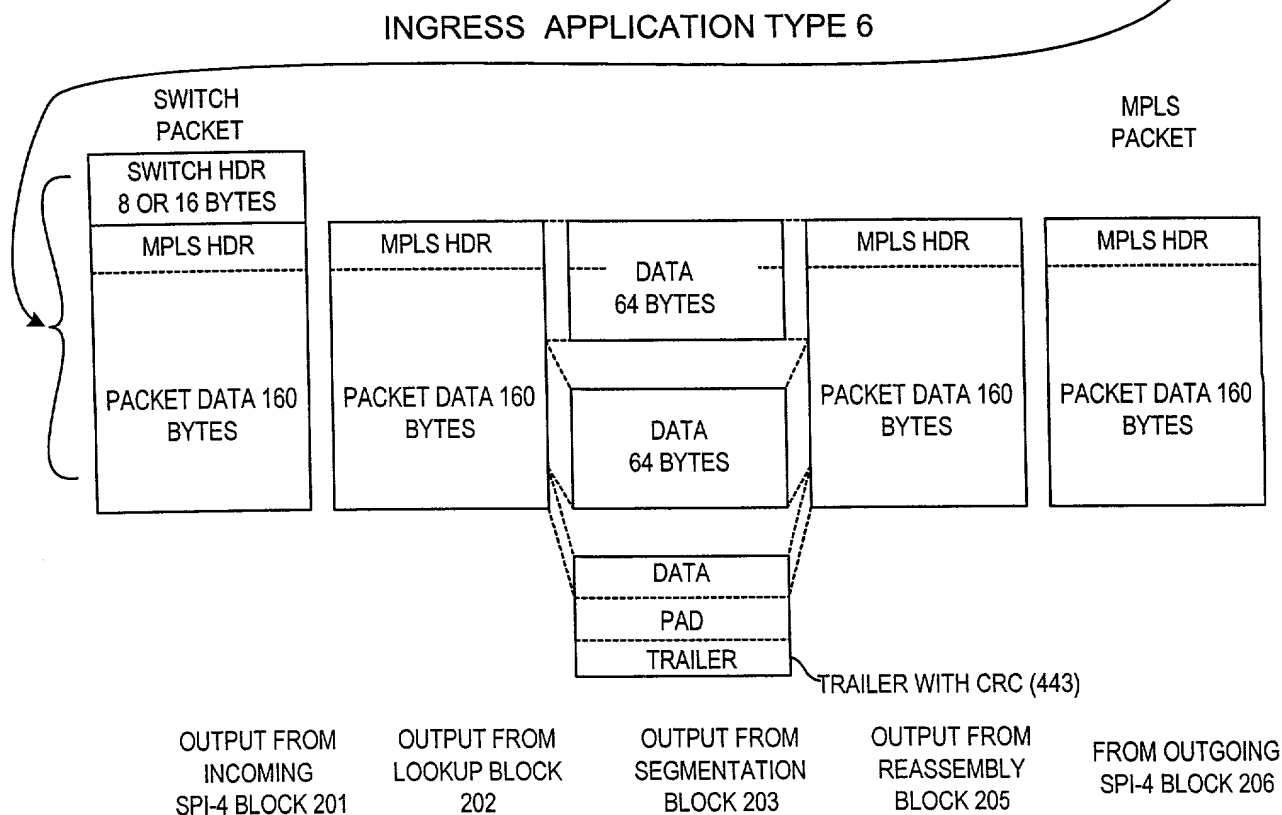 INGRESS APPLICATION TYPE 6
SWITCH
PACKET
MPLS
PACKET
SWITCH HDR
8 OR 16 BYTES
MPLS HDR
PACKET DATA 160
BYTES
MPLS HDR
PACKET DATA 160
BYTES
DATA
64 BYTES
DATA
64 BYTES
DATA
PAD
TRAILER
TRAILER WITH CRC (443)
MPLS HDR
PACKET DATA 160
BYTES
MPLS HDR
PACKET DATA 160
BYTES
OUTPUT FROM
INCOMING
SPI-4 BLOCK 201
OUTPUT FROM
LOOKUP BLOCK
202
OUTPUT FROM
SEGMENTATION
BLOCK 203
OUTPUT FROM
REASSEMBLY
BLOCK 205
FROM OUTGOING
SPI-4 BLOCK 206